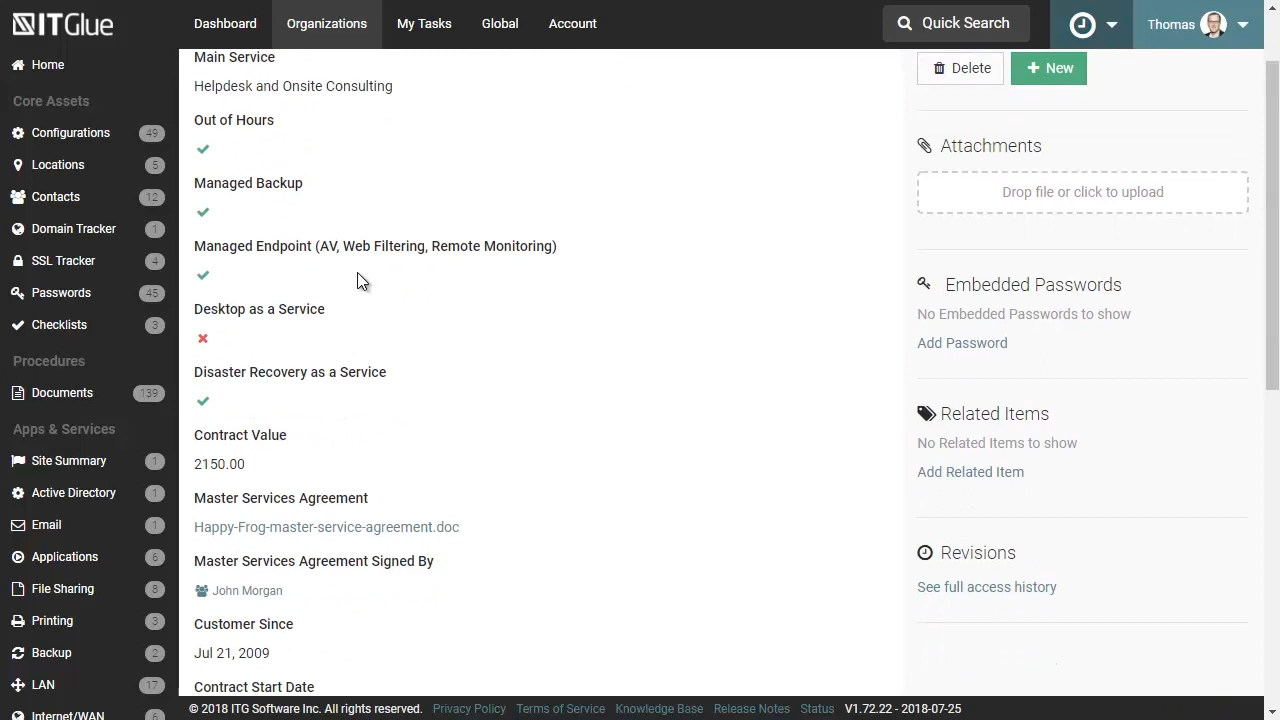 ITGlue
Dashboard
Organizations
My Tasks
Global
Account
Quick Search
Thomas
Home
Core Assets
Configurations 49
Locations 5
Contacts 12
Domain Tracker 1
SSL Tracker 4
Passwords 45
Checklists 3
Procedures
Documents 139
Apps & Services
Site Summary 1
Active Directory 1
Email 1
Applications 6
File Sharing 8
Printing 3
Backup 2
LAN 17
Internet/WAN 6
Main Service
Helpdesk and Onsite Consulting
Out of Hours
Managed Backup
Managed Endpoint (AV, Web Filtering, Remote Monitoring)
Desktop as a Service
Disaster Recovery as a Service
Contract Value
2150.00
Master Services Agreement
Happy-Frog-master-service-agreement.doc
Master Services Agreement Signed By
John Morgan
Customer Since
Jul 21, 2009
Contract Start Date
Delete
+ New
Attachments
Drop file or click to upload
Embedded Passwords
No Embedded Passwords to show
Add Password
Related Items
No Related Items to show
Add Related Item
Revisions
See full access history
© 2018 ITG Software Inc. All rights reserved. Privacy Policy Terms of Service Knowledge Base Release Notes Status V1.72.22 - 2018-07-25